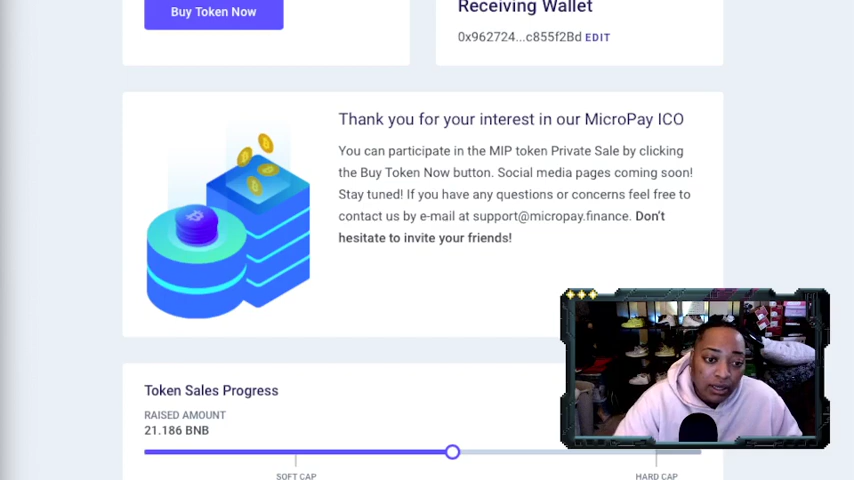 Buy Token Now
Receiving Wallet
0x962724...c855f2Bd EDIT
Thank you for your interest in our MicroPay ICO
You can participate in the MIP token Private Sale by clicking
the Buy Token Now button. Social media pages coming soon!
Stay tuned! If you have any questions or concerns feel free to
contact us by e-mail at support@micropay.finance. Don't
hesitate to invite your friends!
Token Sales Progress
RAISED AMOUNT
21.186 BNB
SOFT CAP
HARD CAP